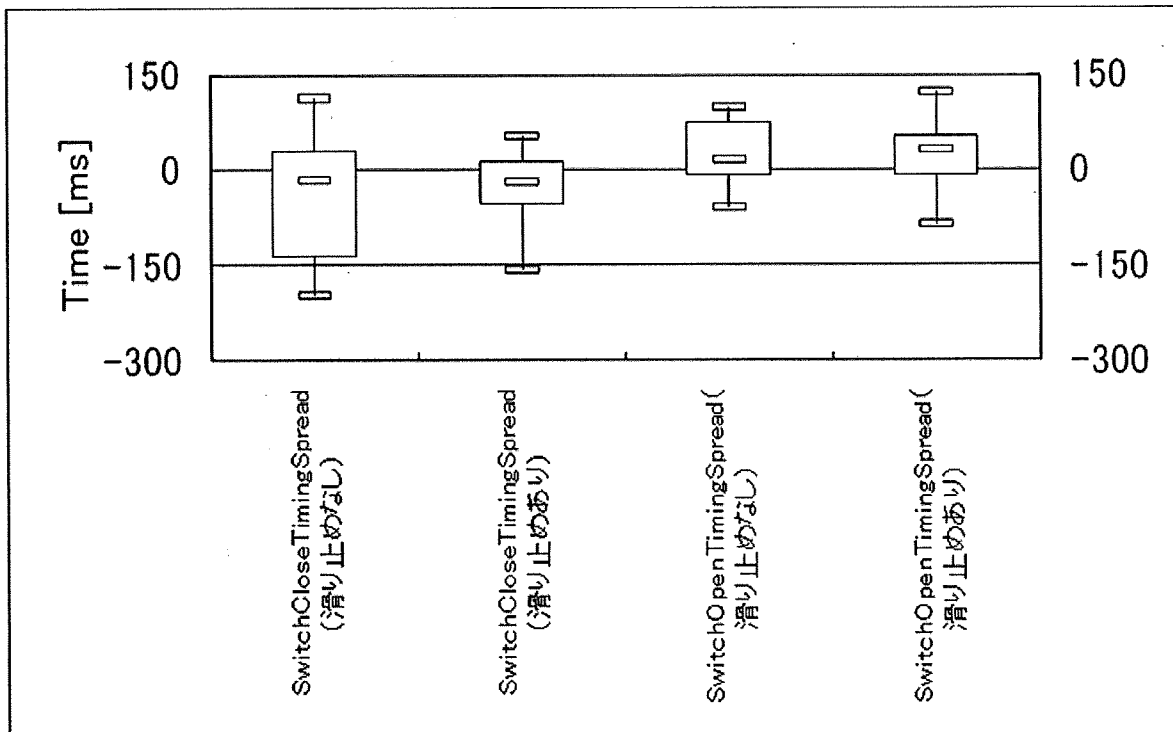 150
0
-150
-300
Time [ms]
150
0
-150
-300
SwitchCloseTimingSpread
(滑り止めなし)
SwitchCloseTimingSpread
(滑り止めあり)
SwitchOpenTimingSpread(
滑り止めなし)
SwitchOpenTimingSpread(
滑り止めあり)